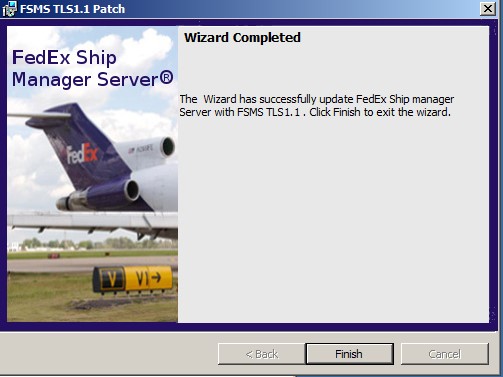 FSMS TLS1.1 Patch
Wizard Completed
FedEx Ship
Manager Server®
The Wizard has successfully update FedEx Ship manager
Server with FSMS TLS1.1 . Click Finish to exit the wizard.
FedEx
V V1→
< Back
Finish
Cancel